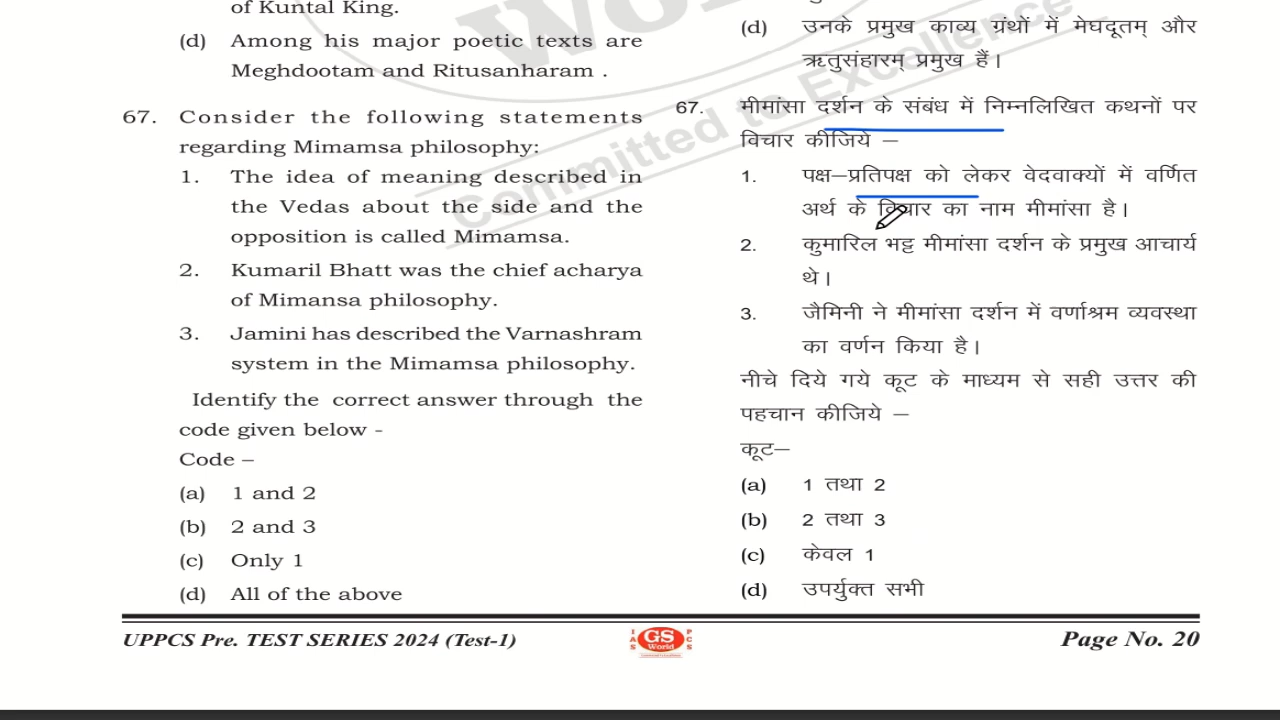 of Kuntal King.
(d) Among his major poetic texts are
Meghdootam and Ritusanharam .
67. Consider the following statements
regarding Mimamsa philosophy:
1. The idea of meaning described in
the Vedas about the side and the
opposition is called Mimamsa.
2. Kumaril Bhatt was the chief acharya
of Mimansa philosophy.
3. Jamini has described the Varnashram
system in the Mimamsa philosophy.
Identify the correct answer through the
code given below -
Code –
(a) 1 and 2
(b) 2 and 3
(c) Only 1
(d) All of the above
(d) उनके प्रमुख काव्य ग्रंथों में मेघदूतम् और
ऋतुसंहारम् प्रमुख हैं।
67. मीमांसा दर्शन के संबंध में निम्नलिखित कथनों पर
विचार कीजिये –
1. पक्ष–प्रतिपक्ष को लेकर वेदवाक्यों में वर्णित
अर्थ के विचार का नाम मीमांसा है।
2. कुमारिल भट्ट मीमांसा दर्शन के प्रमुख आचार्य
थे।
3. जैमिनी ने मीमांसा दर्शन में वर्णाश्रम व्यवस्था
का वर्णन किया है।
नीचे दिये गये कूट के माध्यम से सही उत्तर की
पहचान कीजिये –
कूट–
(a) 1 तथा 2
(b) 2 तथा 3
(c) केवल 1
(d) उपर्युक्त सभी
Committed to Excellence
UPPCS Pre. TEST SERIES 2024 (Test-1)
IAS GS World PCS
Page No. 20